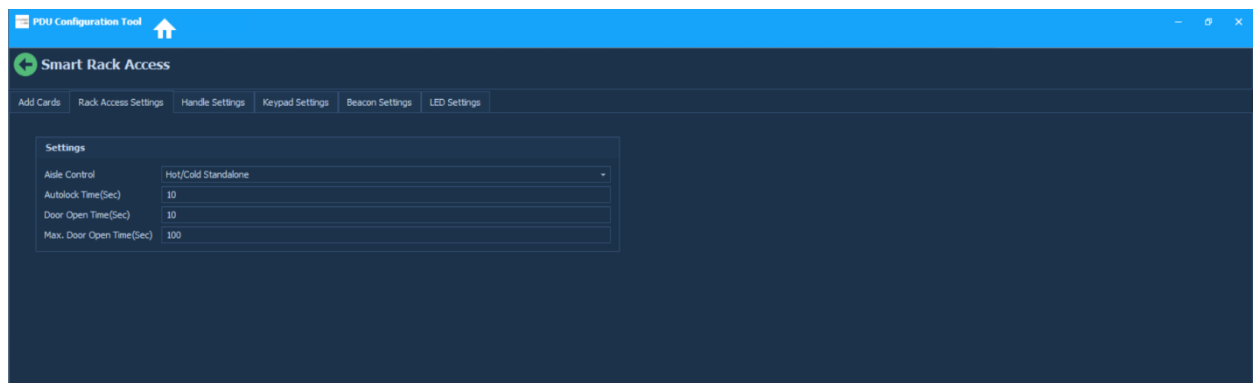 PDU Configuration Tool
Smart Rack Access
Add Cards Rack Access Settings Handle Settings Keypad Settings Beacon Settings LED Settings
Settings
Aisle Control Hot/Cold Standalone
Autolock Time(Sec) 10
Door Open Time(Sec) 10
Max. Door Open Time(Sec) 100